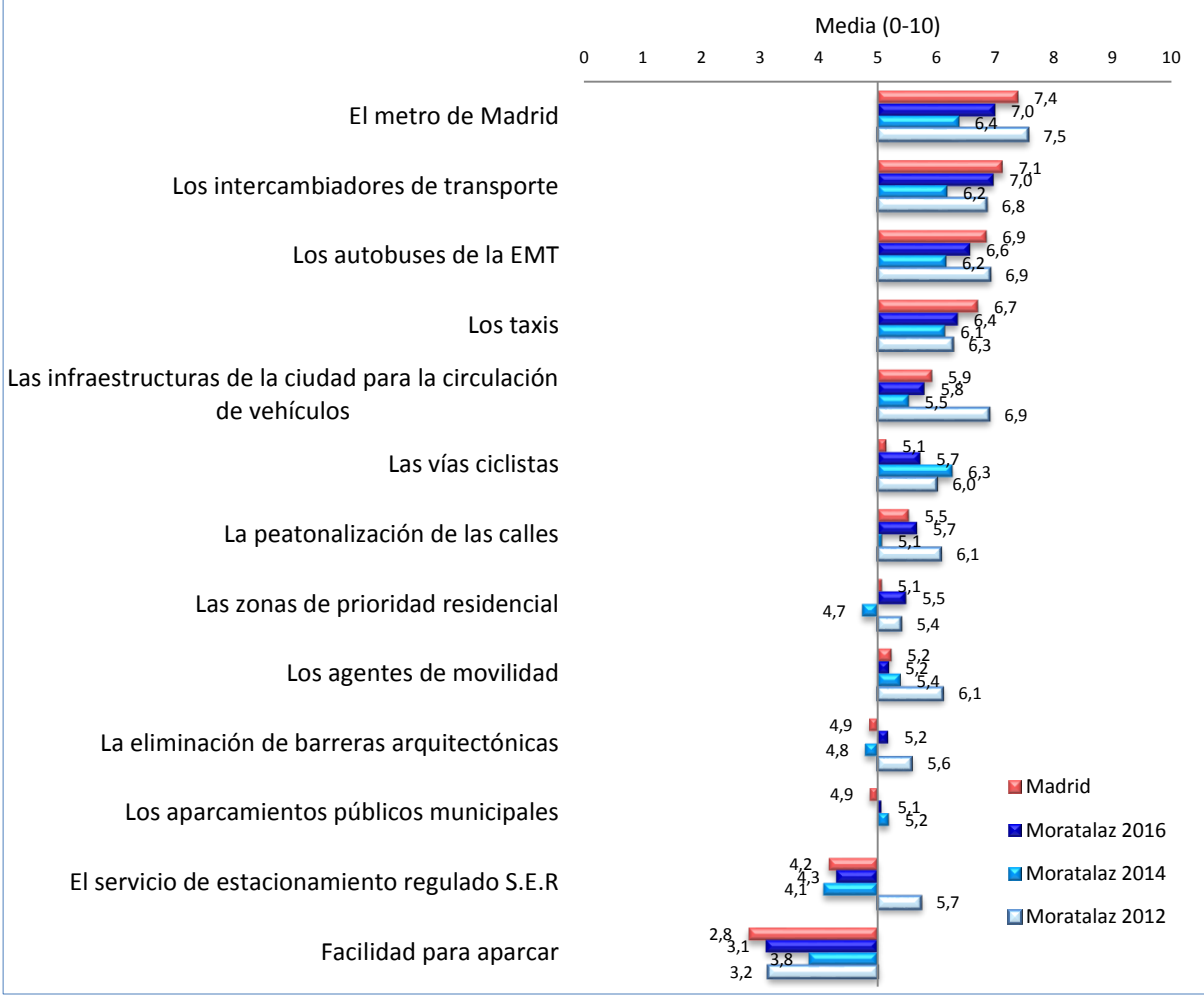 Media (0-10)
0 1 2 3 4 5 6 7 8 9 10
El metro de Madrid
7,4
7,0
6,4
7,5
Los intercambiadores de transporte
7,1
7,0
6,2
6,8
Los autobuses de la EMT
6,9
6,6
6,2
6,9
Los taxis
6,7
6,4
6,1
6,3
Las infraestructuras de la ciudad para la circulación
de vehículos
5,9
5,8
5,5
6,9
Las vías ciclistas
5,1
5,7
6,3
6,0
La peatonalización de las calles
5,5
5,7
5,1
6,1
Las zonas de prioridad residencial
5,1
5,5
4,7
5,4
Los agentes de movilidad
5,2
5,2
5,4
6,1
La eliminación de barreras arquitectónicas
4,9
5,2
4,8
5,6
Los aparcamientos públicos municipales
4,9
5,1
5,2
El servicio de estacionamiento regulado S.E.R
4,2
4,3
4,1
5,7
Facilidad para aparcar
2,8
3,1
3,8
3,2
Madrid
Moratalaz 2016
Moratalaz 2014
Moratalaz 2012